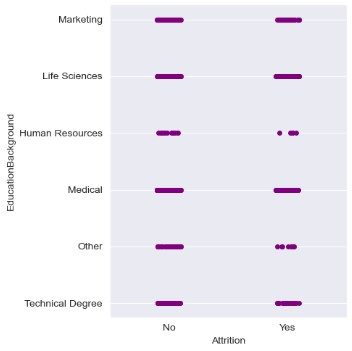 Marketing
Life Sciences
Human Resources
Medical
Other
Technical Degree
EducationBackground
No Yes
Attrition